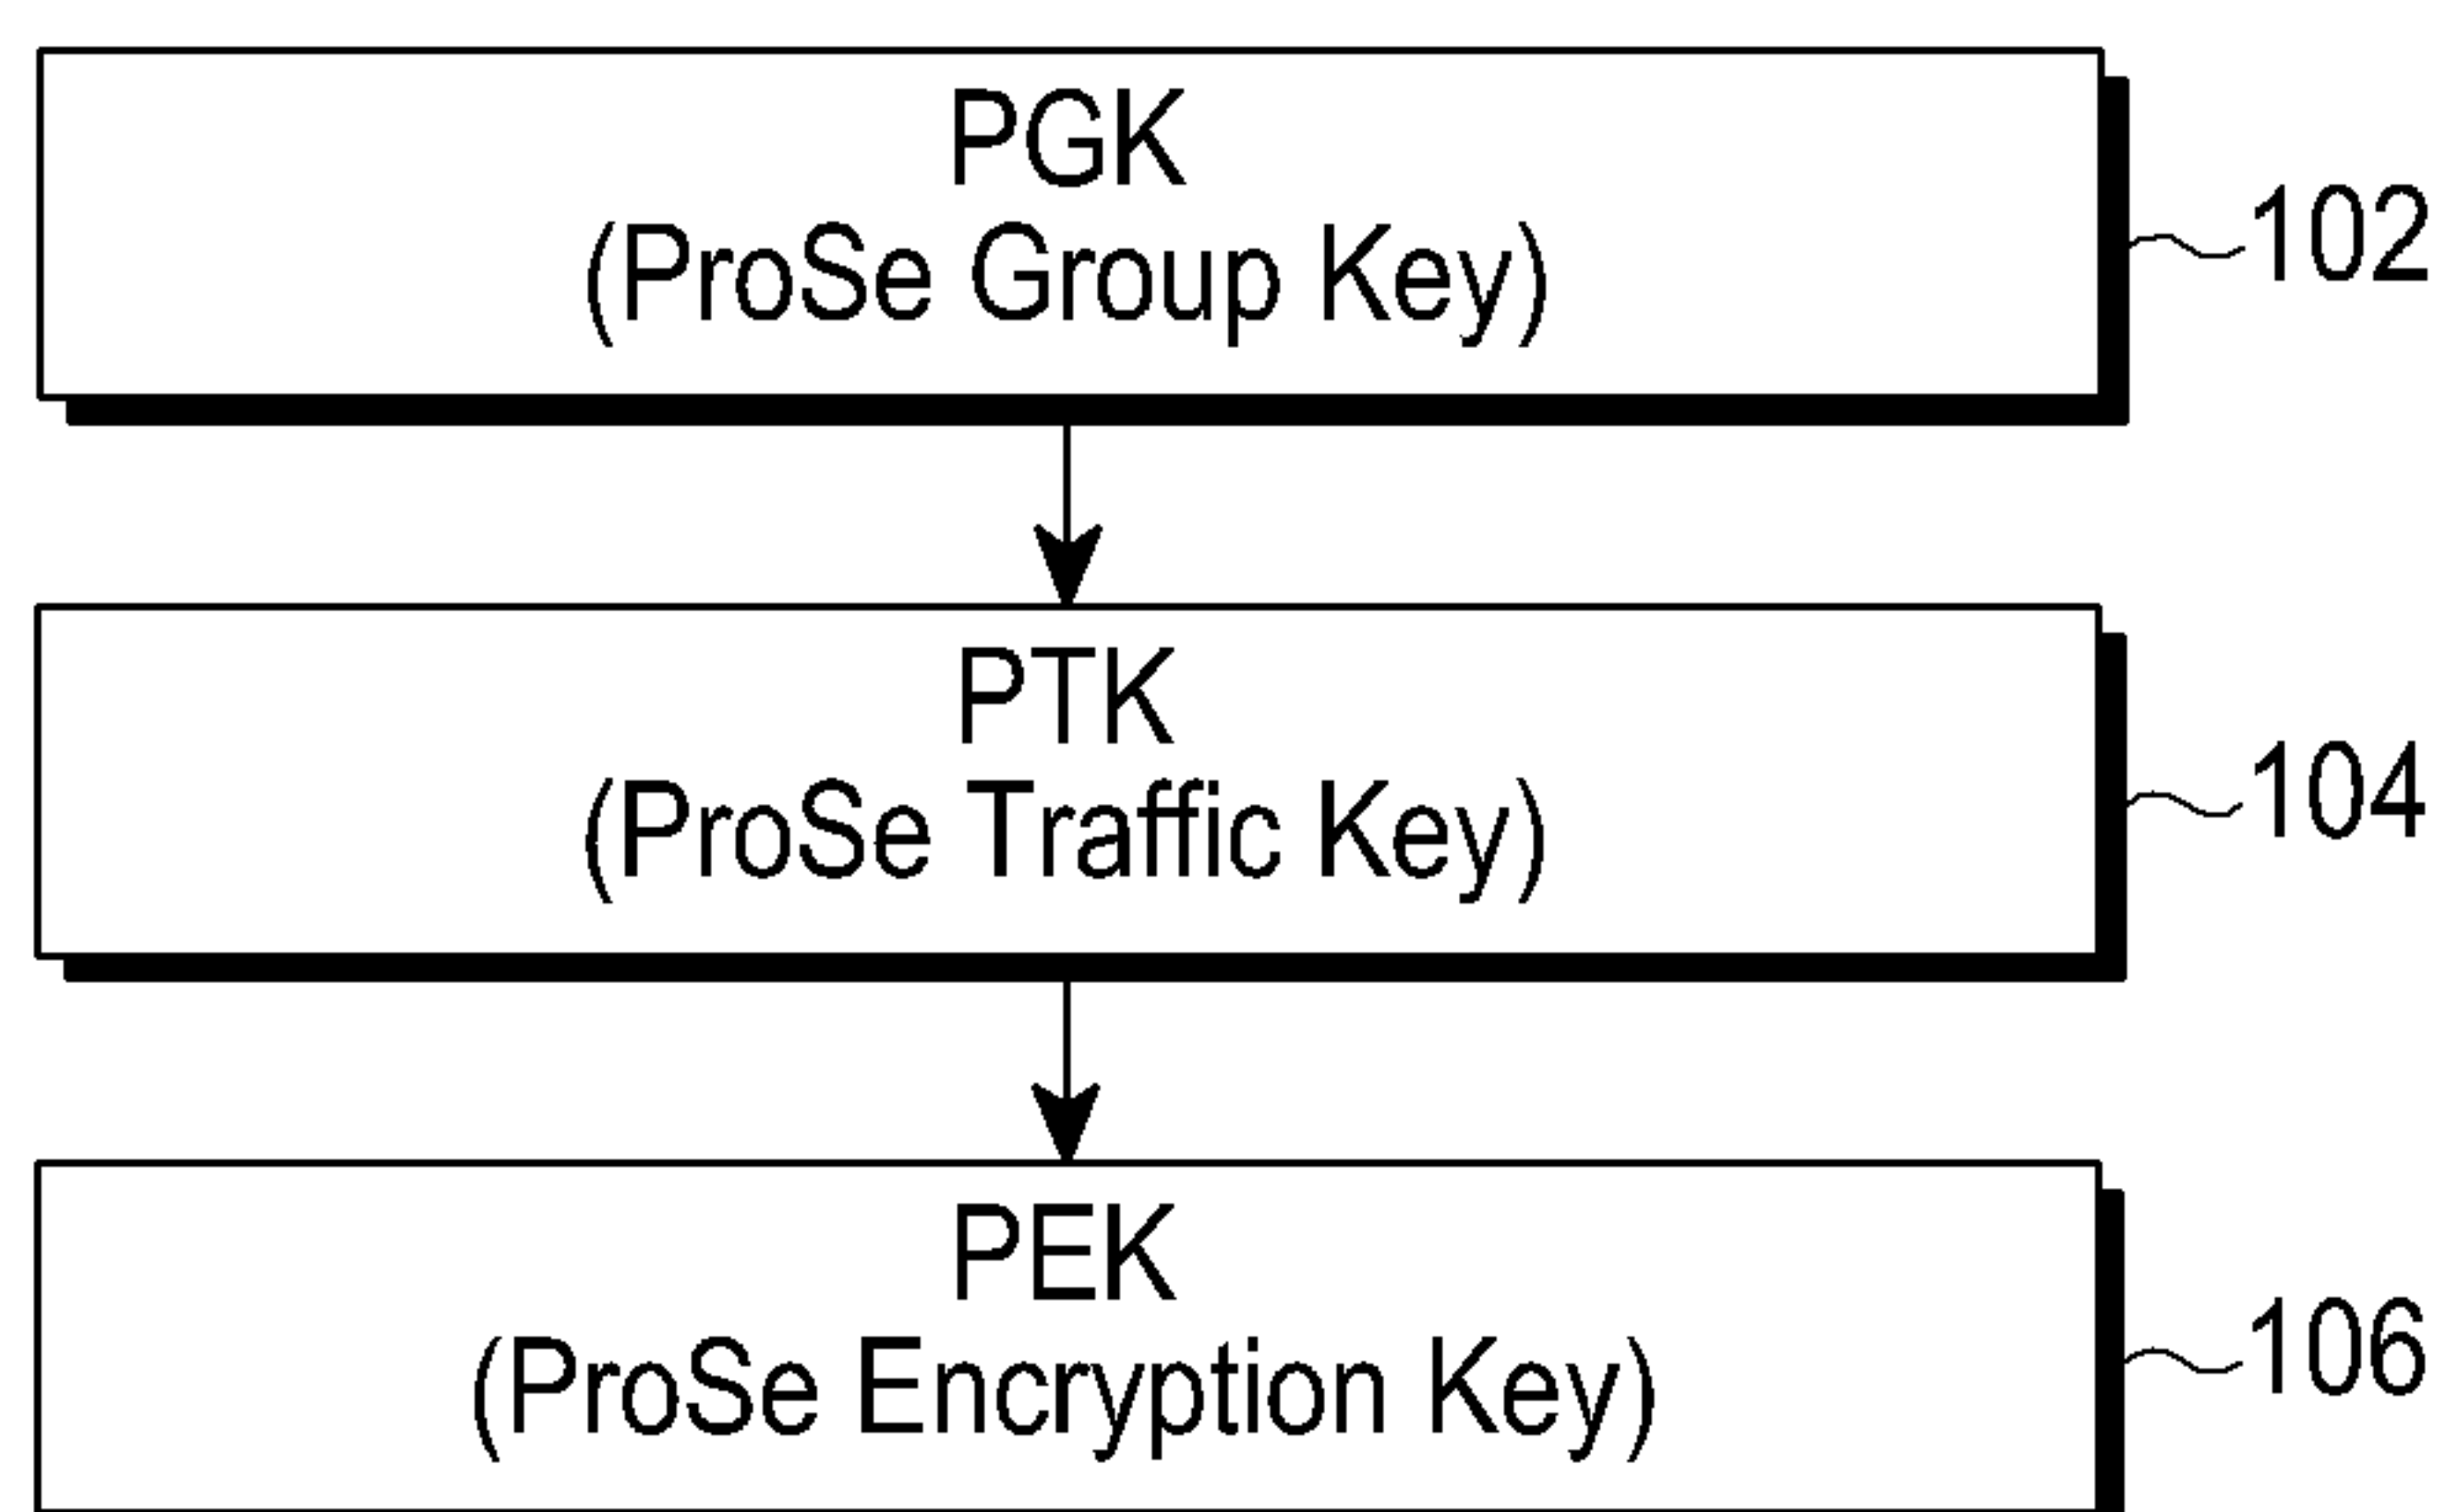 PGK
(ProSe Group Key)
102
PTK
(ProSe Traffic Key)
104
PEK
(ProSe Encryption Key)
106